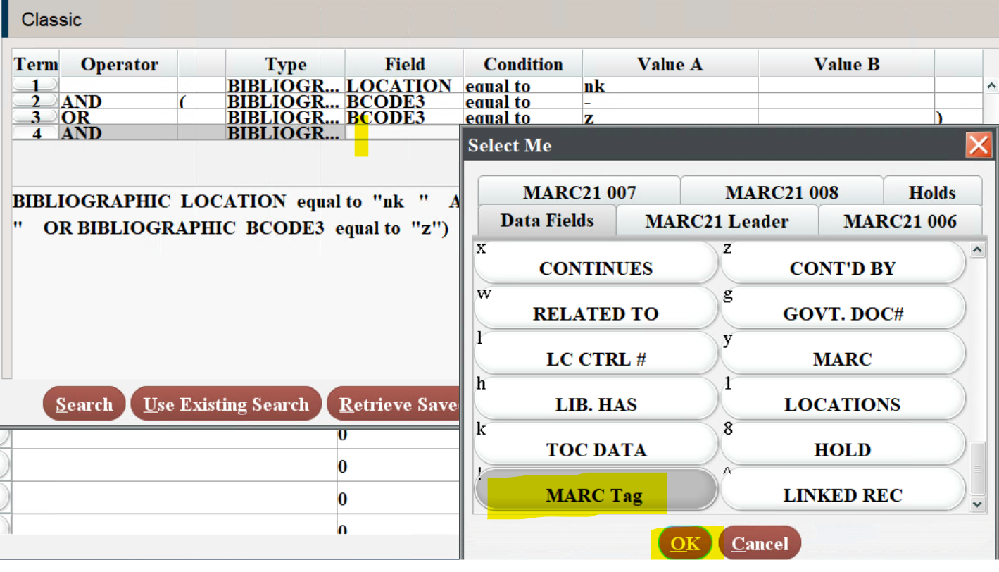 Classic
Term Operator Type Field Condition Value A Value B
1 BIBLIOGR... LOCATION equal to nk
2 AND ( BIBLIOGR... BCODE3 equal to -
3 OR BIBLIOGR... BCODE3 equal to z )
4 AND BIBLIOGR...
BIBLIOGRAPHIC LOCATION equal to "nk " A
" OR BIBLIOGRAPHIC BCODE3 equal to "z")
Search Use Existing Search Retrieve Save
0
0
0
0
Select Me
MARC21 007 MARC21 008 Holds
Data Fields MARC21 Leader MARC21 006
x CONTINUES z CONT'D BY
w RELATED TO g GOVT. DOC#
l LC CTRL # y MARC
h LIB. HAS 1 LOCATIONS
k TOC DATA 8 HOLD
! MARC Tag ^ LINKED REC
OK Cancel